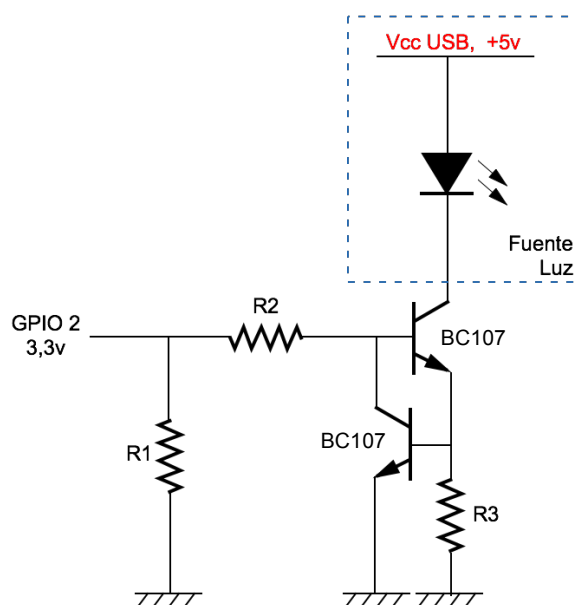 Vcc USB, +5v
Fuente
Luz
R2
GPIO 2
3,3v
BC107
BC107
R1
R3